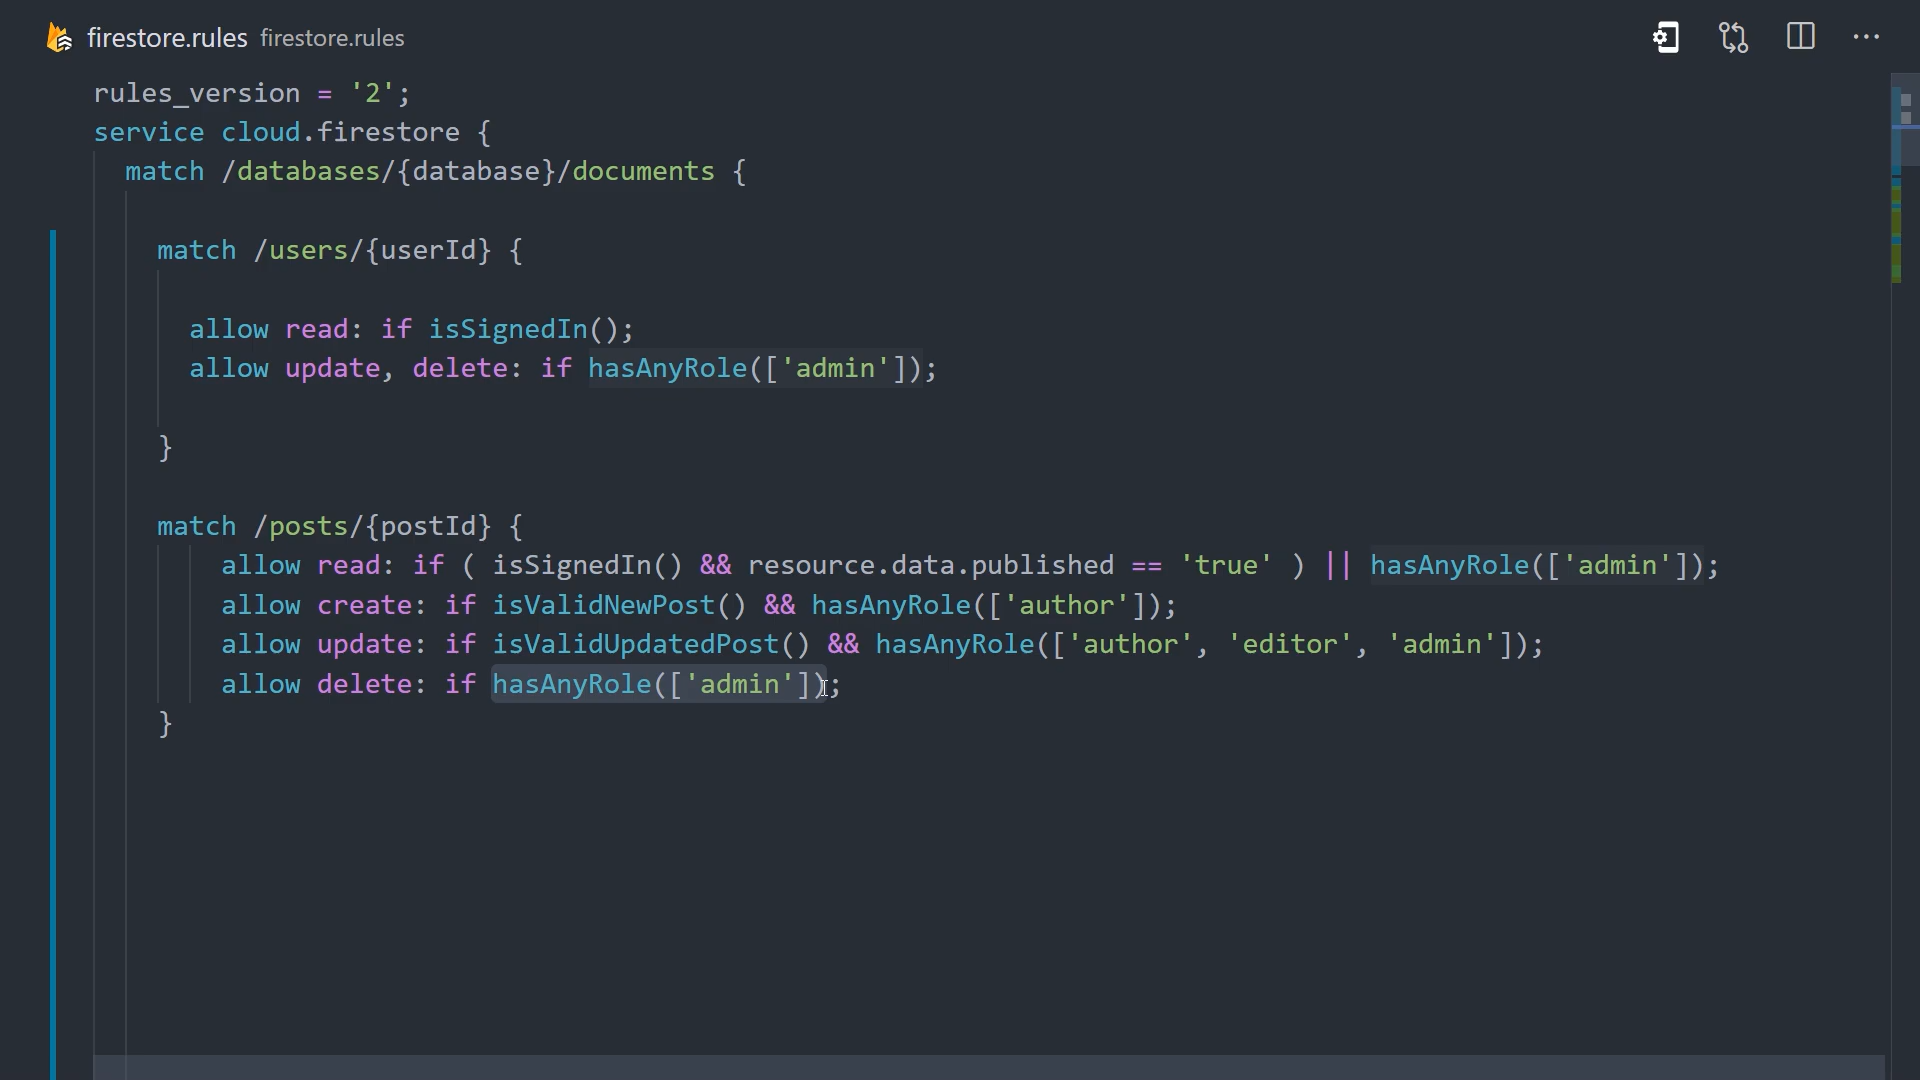 firestore.rules firestore.rules
rules_version = '2';
service cloud.firestore {
match /databases/{database}/documents {
match /users/{userId} {
allow read: if isSignedIn();
allow update, delete: if hasAnyRole(['admin']);
}
match /posts/{postId} {
allow read: if ( isSignedIn() && resource.data.published == 'true' ) || hasAnyRole(['admin']);
allow create: if isValidNewPost() && hasAnyRole(['author']);
allow update: if isValidUpdatedPost() && hasAnyRole(['author', 'editor', 'admin']);
allow delete: if hasAnyRole(['admin']);
}